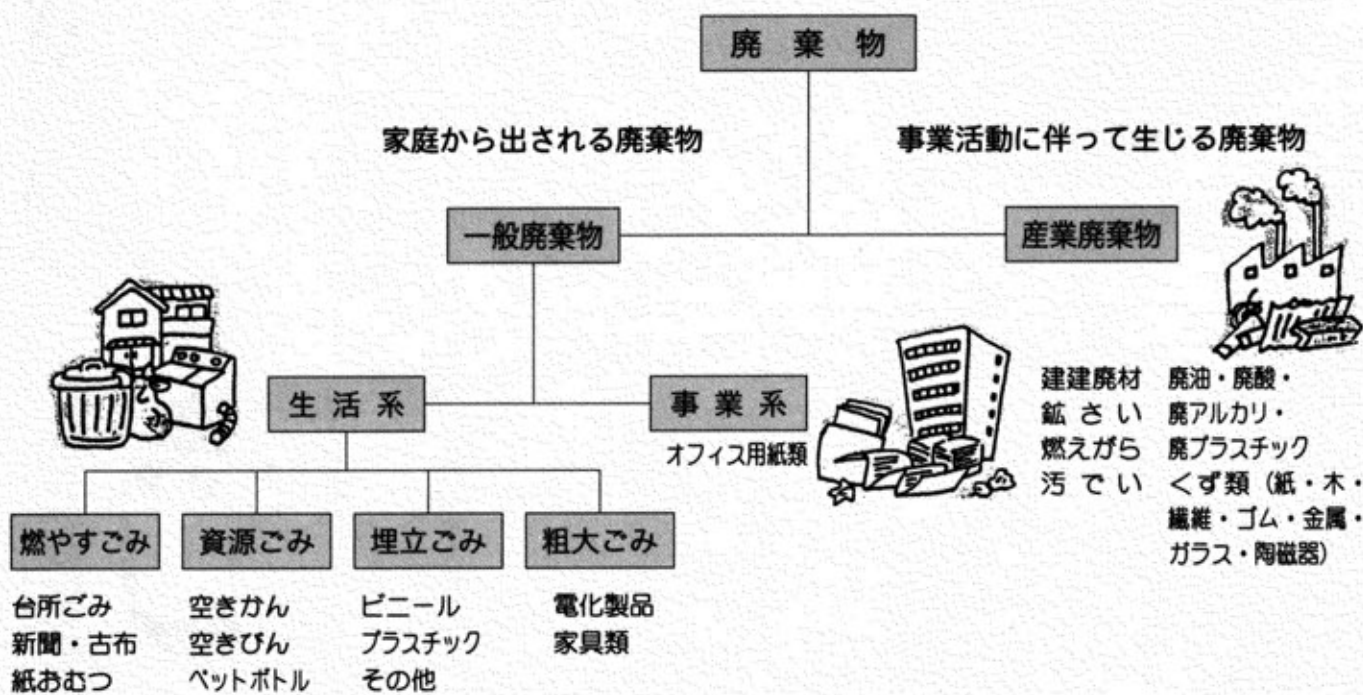 廃棄物
家庭から出される廃棄物
事業活動に伴って生じる廃棄物
一般廃棄物
産業廃棄物
生活系
事業系
オフィス用紙類
建建廃材 廃油・廃酸・
鉱さい 廃アルカリ・
燃えがら 廃プラスチック
汚でい くず類（紙・木・
繊維・ゴム・金属・
ガラス・陶磁器）
燃やすごみ
台所ごみ
新聞・古布
紙おむつ
資源ごみ
空きかん
空きびん
ペットボトル
埋立ごみ
ビニール
プラスチック
その他
粗大ごみ
電化製品
家具類